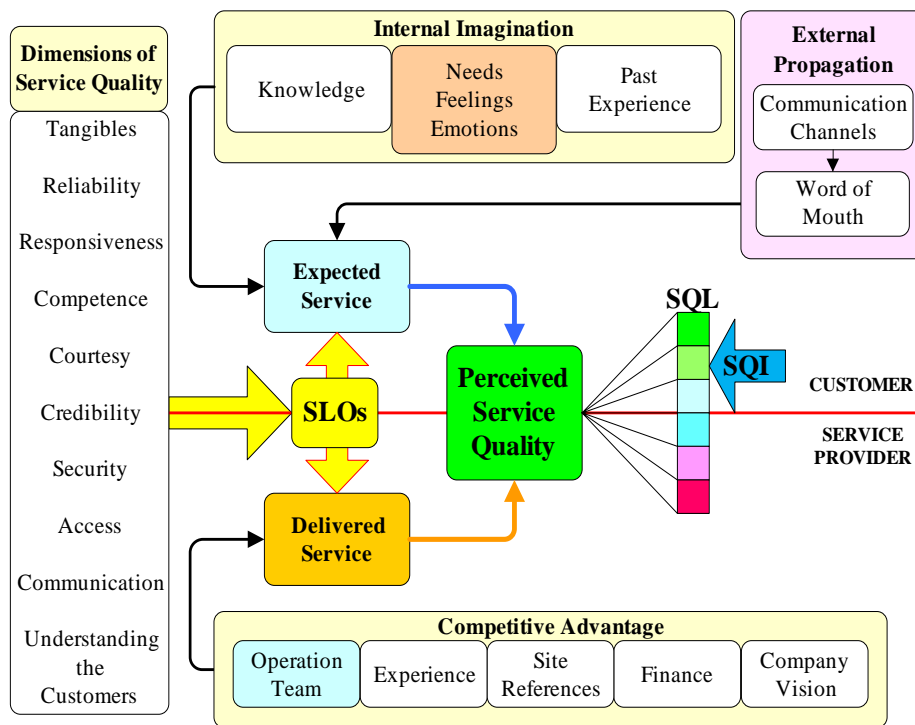 Dimensions of
Service Quality
Tangibles
Reliability
Responsiveness
Competence
Courtesy
Credibility
Security
Access
Communication
Understanding
the
Customers
Internal Imagination
Knowledge
Needs
Feelings
Emotions
Past
Experience
External
Propagation
Communication
Channels
Word of
Mouth
Expected
Service
SLOs
Delivered
Service
Perceived
Service
Quality
SQL
SQI
CUSTOMER
SERVICE
PROVIDER
Competitive Advantage
Operation
Team
Experience
Site
References
Finance
Company
Vision